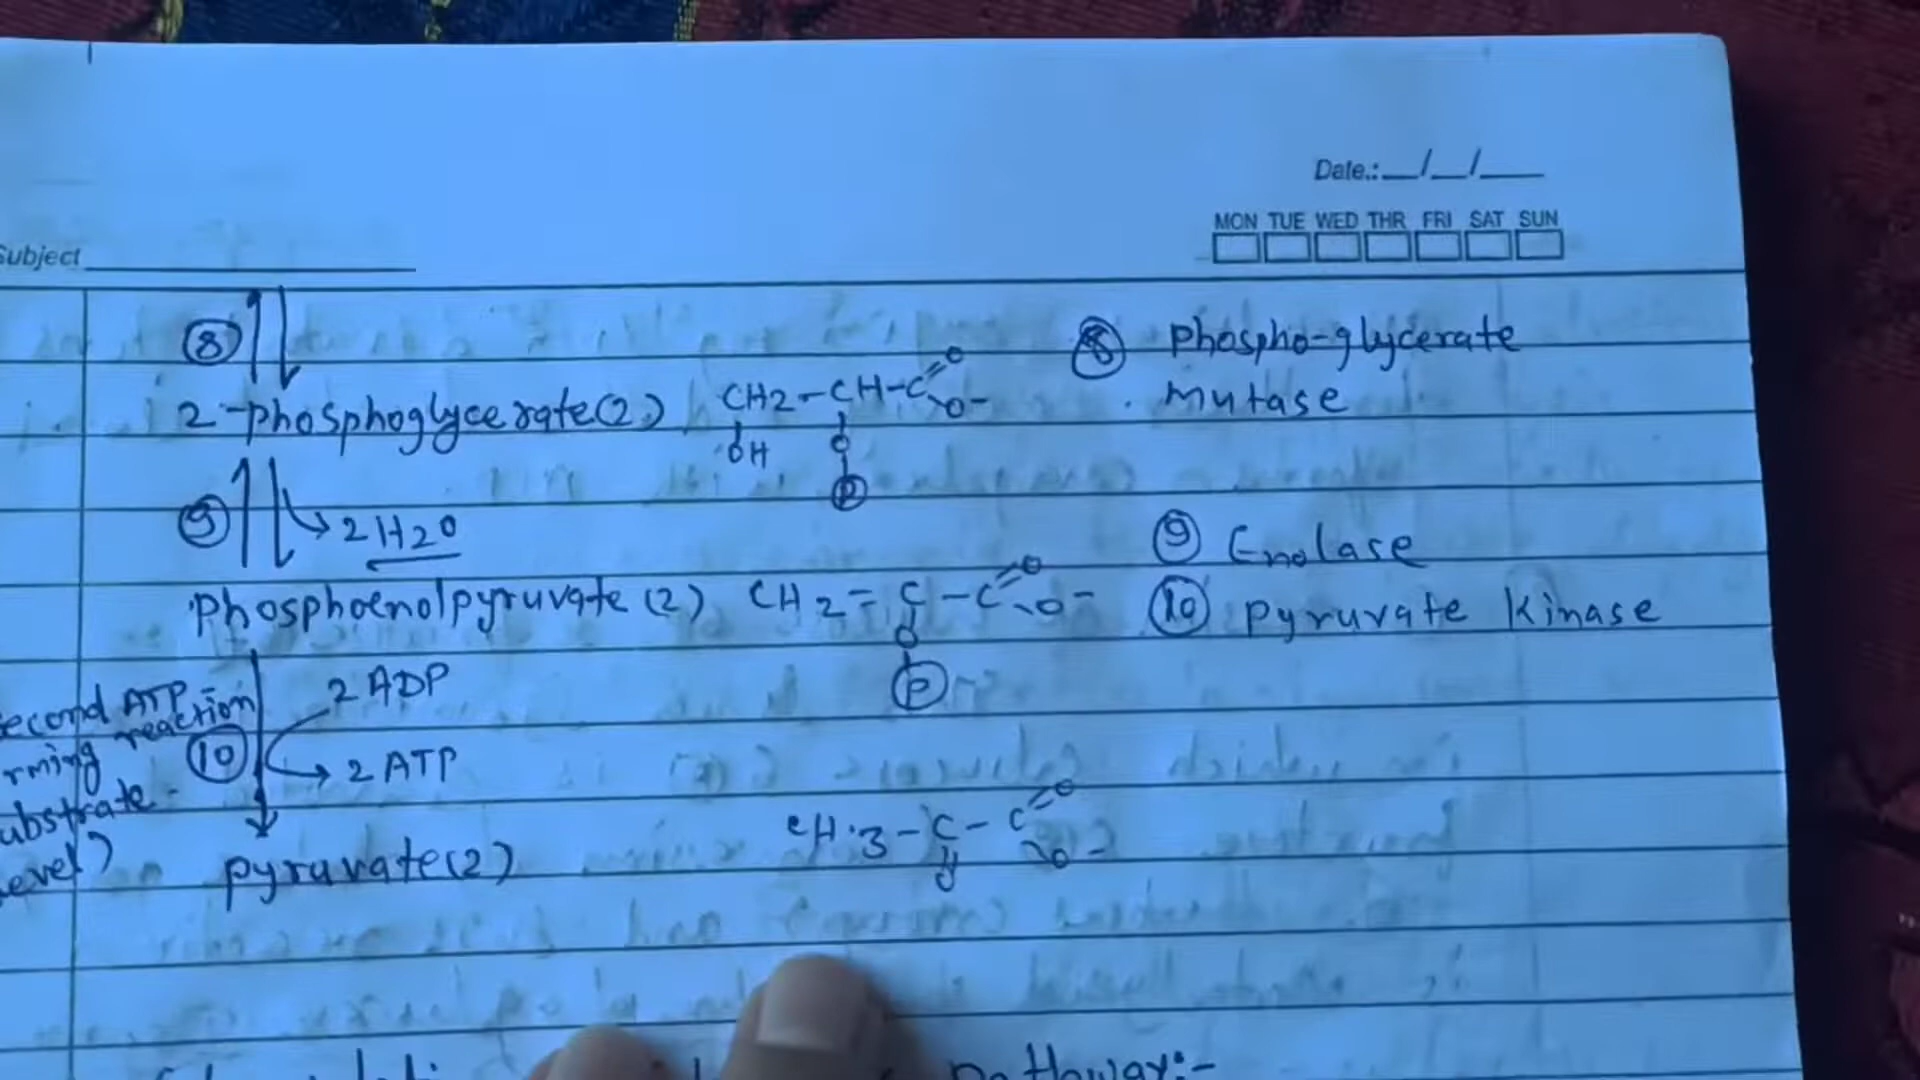 Date.: __/__/__
MON TUE WED THR FRI SAT SUN
Subject
8
8 Phospho-glycerate
mutase
2-phosphoglycerate(2) CH2-CH-C=O
O-
OH O
P
9 2H2O
9 Enolase
Phosphoenolpyruvate (2) CH2=C-C=O
O-
O
P
10 pyruvate kinase
2 ADP
10
2 ATP
econd ATP
rming reaction
ubstrate-
evel)
pyruvate(2) CH3-C-C=O
O-
O
Pathway:-